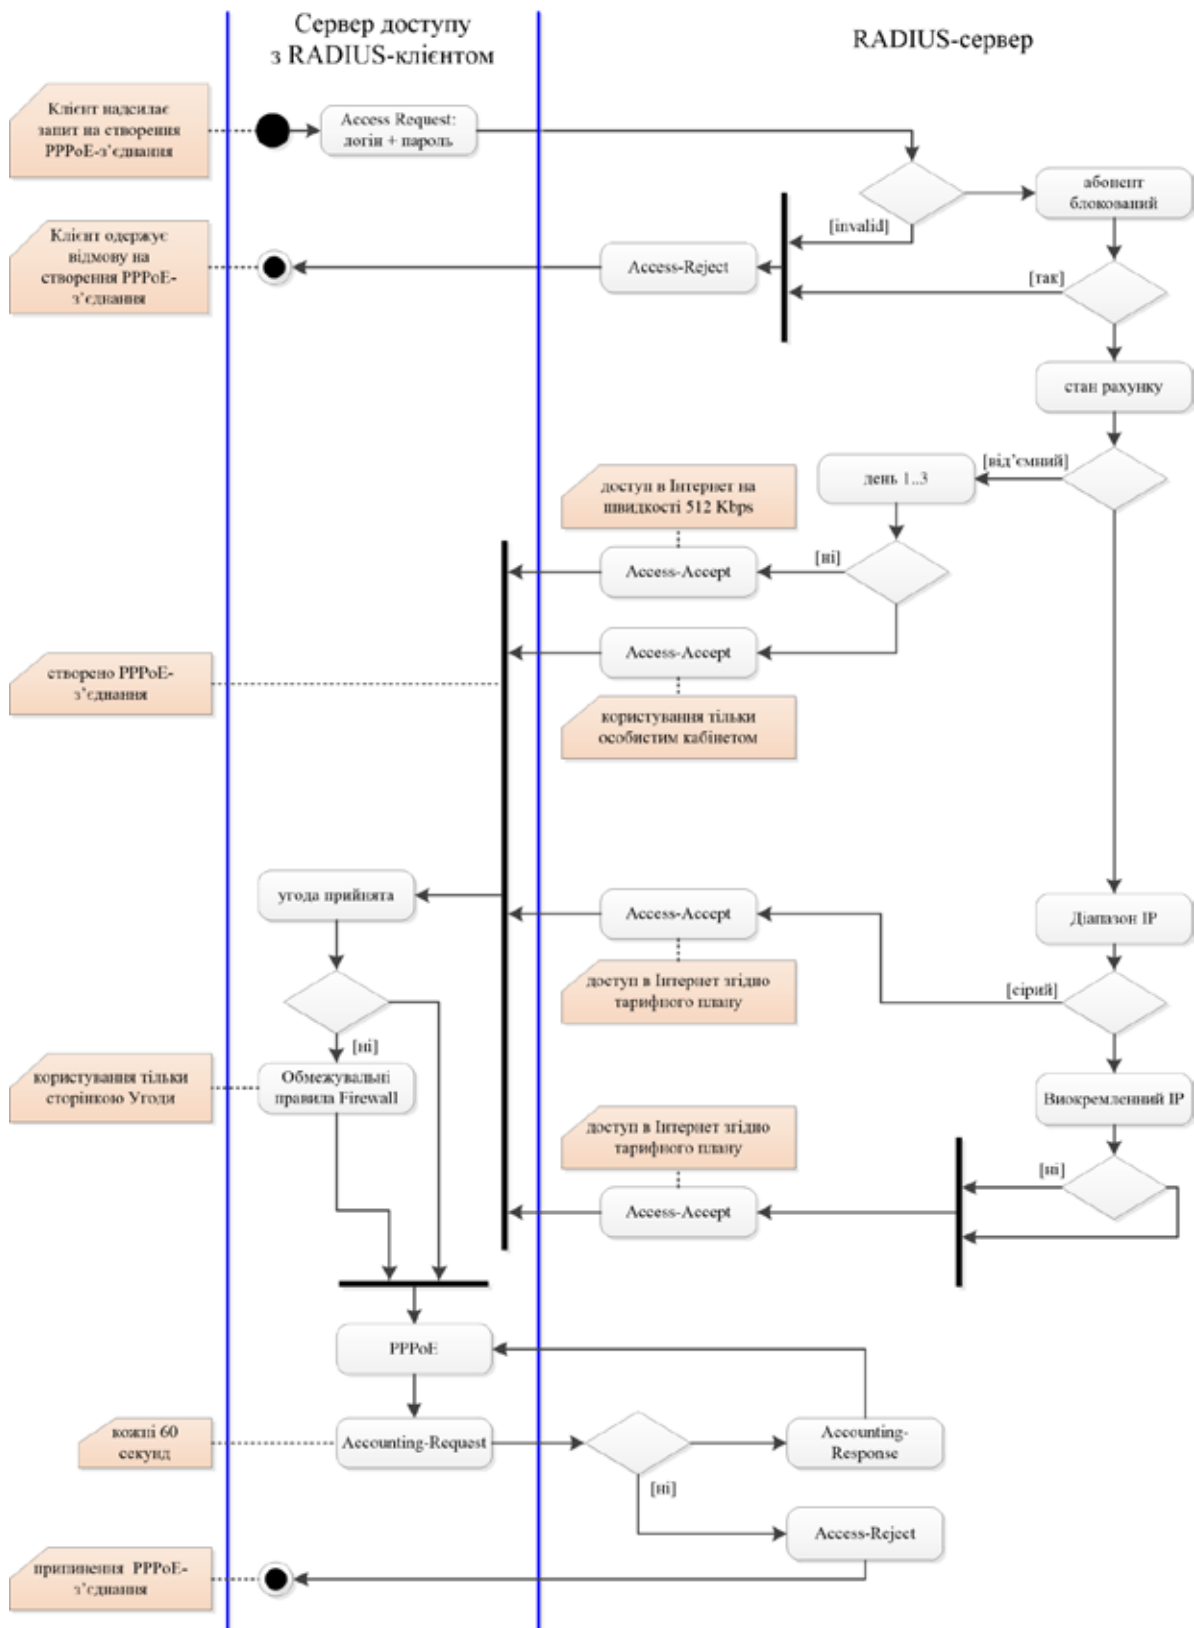 Сервер доступу
з RADIUS-клієнтом
RADIUS-сервер
Клієнт надсилає
запит на створення
PPPoE-з’єднання
Access Request:
логін + пароль
абонент
блокований
[invalid]
Клієнт одержує
відмову на
створення PPPoE-
з’єднання
Access-Reject
[так]
стан рахунку
[від’ємний]
день 1..3
доступ в Інтернет на
швидкості 512 Kbps
[ні]
Access-Accept
Access-Accept
створено PPPoE-
з’єднання
користування тільки
особистим кабінетом
угода прийнята
Access-Accept
Діапазон IP
доступ в Інтернет згідно
тарифного плану
[сірий]
[ні]
користування тільки
сторінкою Угоди
Обмежувальні
правила Firewall
Виокремленний IP
доступ в Інтернет згідно
тарифного плану
[ні]
Access-Accept
PPPoE
кожні 60
секунд
Accounting-Request
Accounting-
Response
[ні]
Access-Reject
припинення PPPoE-
з’єднання